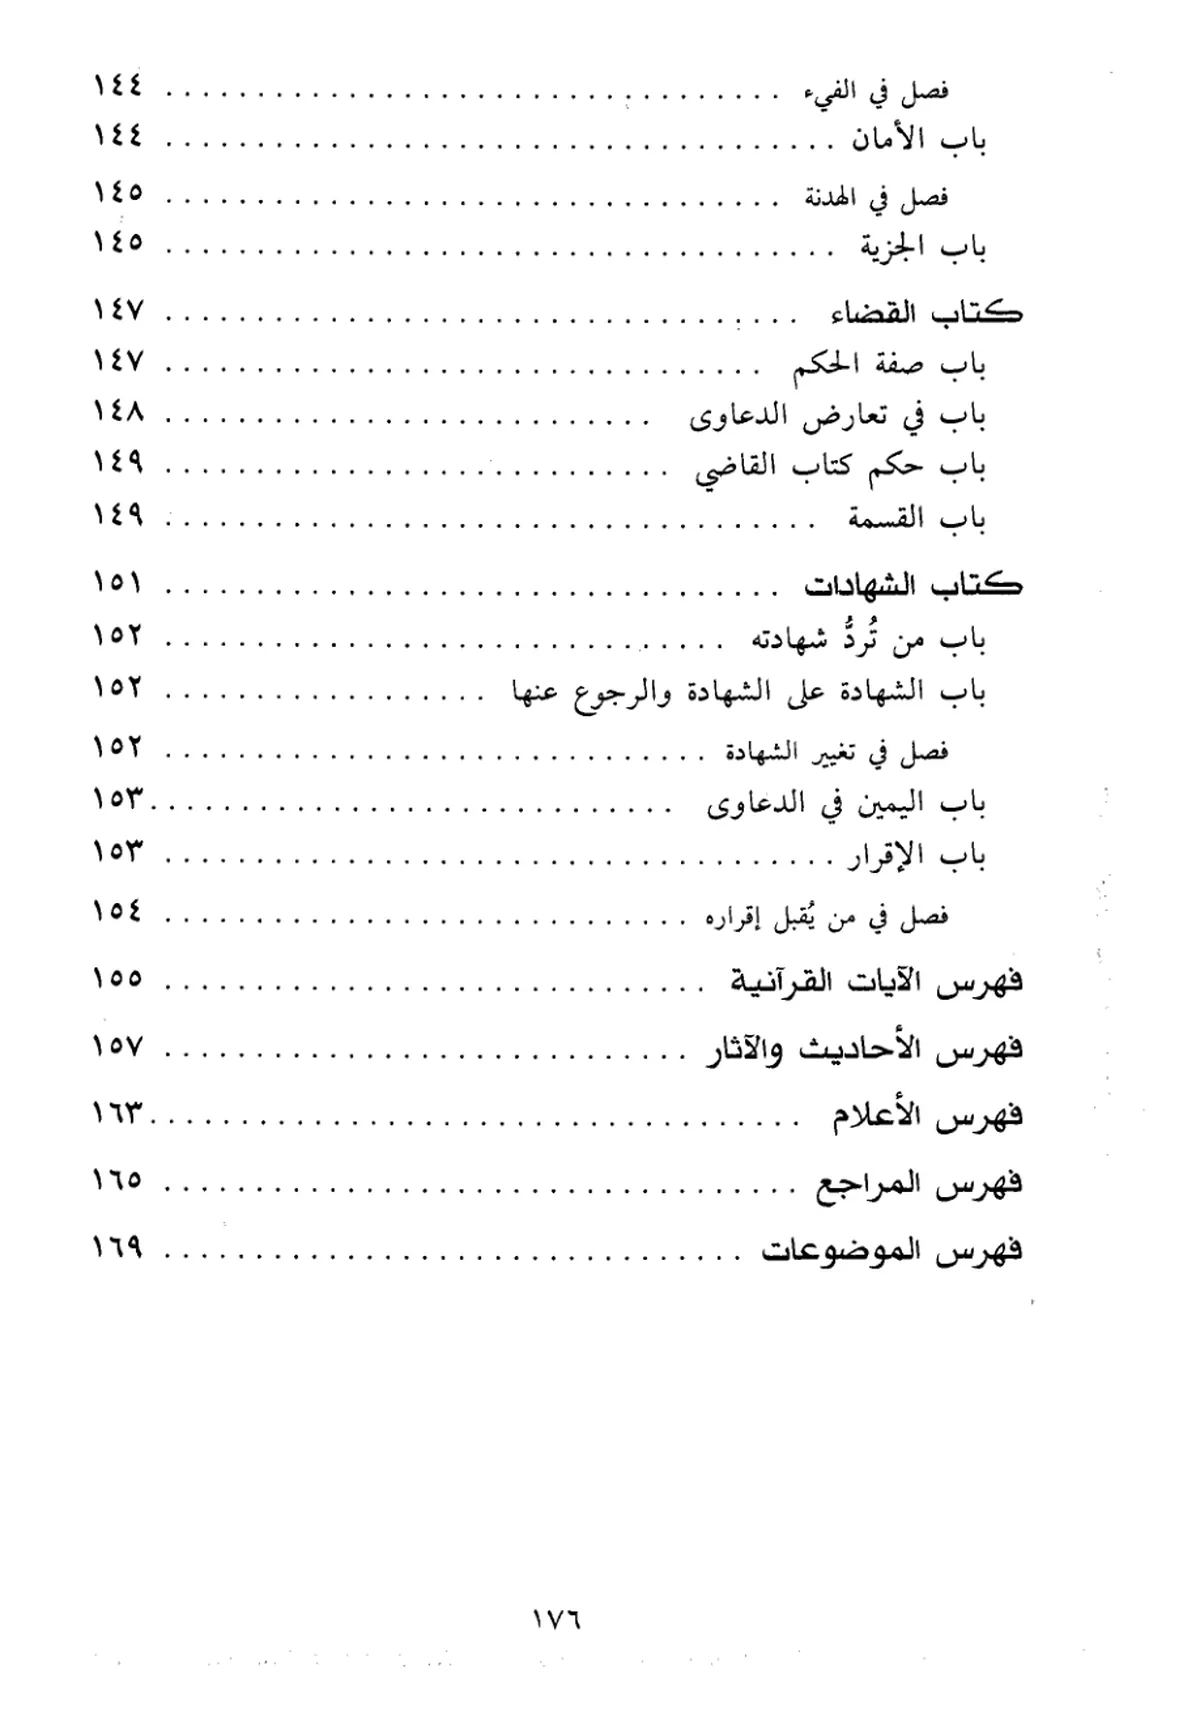 فصل في الفيء . . . . . . . . . . . . . . . . . . . . . . . . . . . . . . . . . . ١٤٤
باب الأمان . . . . . . . . . . . . . . . . . . . . . . . . . . . . . . . . . . . . . ١٤٤
فصل في الهدنة . . . . . . . . . . . . . . . . . . . . . . . . . . . . . . . . . . ١٤٥
باب الجزية . . . . . . . . . . . . . . . . . . . . . . . . . . . . . . . . . . . . . ١٤٥
كتاب القضاء . . . . . . . . . . . . . . . . . . . . . . . . . . . . . . . . . . . ١٤٧
باب صفة الحكم . . . . . . . . . . . . . . . . . . . . . . . . . . . . . . . . . ١٤٧
باب في تعارض الدعاوى . . . . . . . . . . . . . . . . . . . . . . . . . . . ١٤٨
باب حكم كتاب القاضي . . . . . . . . . . . . . . . . . . . . . . . . . . . . ١٤٩
باب القسمة . . . . . . . . . . . . . . . . . . . . . . . . . . . . . . . . . . . . ١٤٩
كتاب الشهادات . . . . . . . . . . . . . . . . . . . . . . . . . . . . . . . . . . ١٥١
باب من تُردُّ شهادته . . . . . . . . . . . . . . . . . . . . . . . . . . . . . . . ١٥٢
باب الشهادة على الشهادة والرجوع عنها . . . . . . . . . . . . . . . . . . ١٥٢
فصل في تغيير الشهادة . . . . . . . . . . . . . . . . . . . . . . . . . . . . . . ١٥٢
باب اليمين في الدعاوى . . . . . . . . . . . . . . . . . . . . . . . . . . . . . ١٥٣
باب الإقرار . . . . . . . . . . . . . . . . . . . . . . . . . . . . . . . . . . . . . ١٥٣
فصل في من يُقبل إقراره . . . . . . . . . . . . . . . . . . . . . . . . . . . . . ١٥٤
فهرس الآيات القرآنية . . . . . . . . . . . . . . . . . . . . . . . . . . . . . . ١٥٥
فهرس الأحاديث والآثار . . . . . . . . . . . . . . . . . . . . . . . . . . . . . ١٥٧
فهرس الأعلام . . . . . . . . . . . . . . . . . . . . . . . . . . . . . . . . . . . . ١٦٣
فهرس المراجع . . . . . . . . . . . . . . . . . . . . . . . . . . . . . . . . . . . ١٦٥
فهرس الموضوعات . . . . . . . . . . . . . . . . . . . . . . . . . . . . . . . . ١٦٩
١٧٦